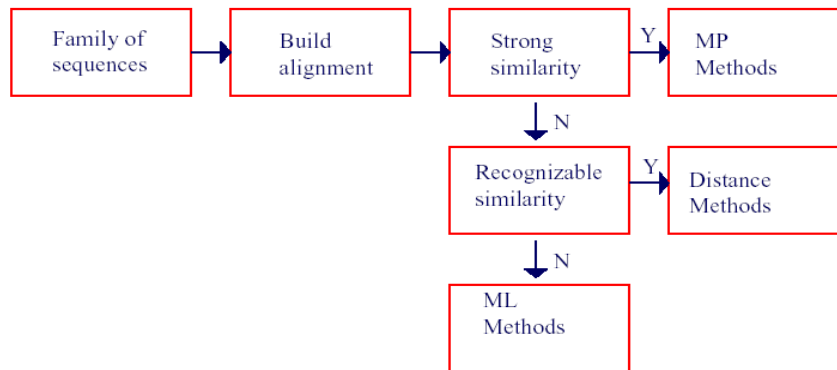 Family of
sequences
Build
alignment
Strong
similarity
Y
MP
Methods
N
Recognizable
similarity
Y
Distance
Methods
N
ML
Methods